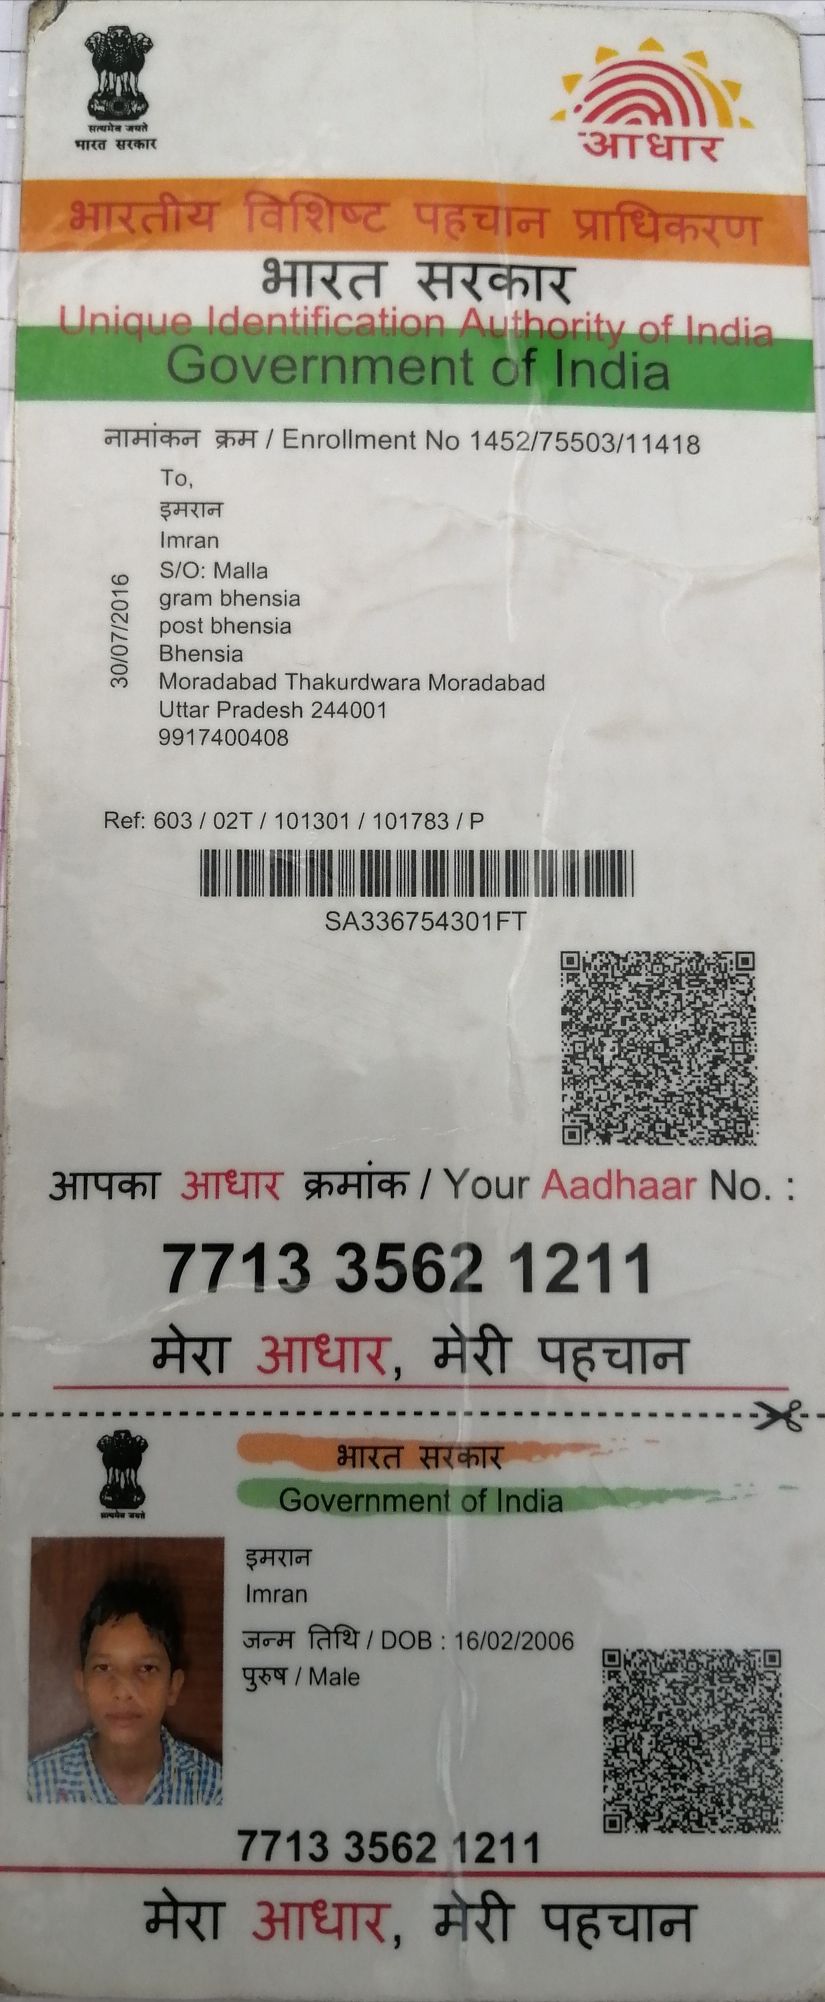 सत्यमेव जयते
भारत सरकार
आधार
भारतीय विशिष्ट पहचान प्राधिकरण
भारत सरकार
Unique Identification Authority of India
Government of India
नामांकन क्रम / Enrollment No 1452/75503/11418
To,
इमरान
Imran
S/O: Malla
gram bhensia
post bhensia
Bhensia
Moradabad Thakurdwara Moradabad
Uttar Pradesh 244001
9917400408
30/07/2016
Ref: 603 / 02T / 101301 / 101783 / P
SA336754301FT
आपका आधार क्रमांक / Your Aadhaar No. :
7713 3562 1211
मेरा आधार, मेरी पहचान
सत्यमेव जयते
भारत सरकार
Government of India
इमरान
Imran
जन्म तिथि / DOB : 16/02/2006
पुरुष / Male
7713 3562 1211
मेरा आधार, मेरी पहचान